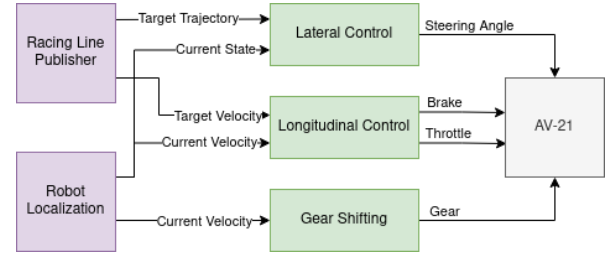 Racing Line
Publisher
Target Trajectory
Current State
Lateral Control
Steering Angle
Target Velocity
Current Velocity
Longitudinal Control
Brake
Throttle
AV-21
Robot
Localization
Current Velocity
Gear Shifting
Gear